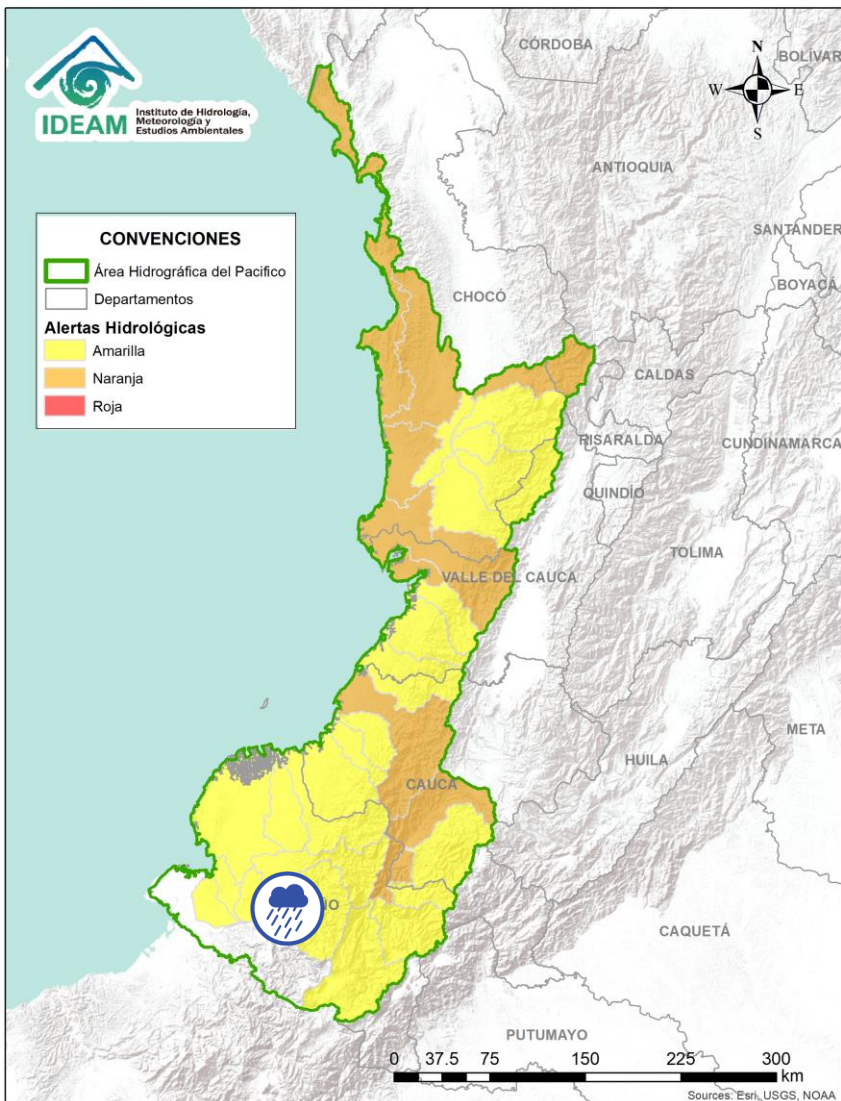 IDEAM
Instituto de Hidrología,
Meteorología y
Estudios Ambientales
CÓRDOBA
BOLÍVAR
N
W
E
S
ANTIOQUIA
SANTANDER
BOYACÁ
CONVENCIONES
Área Hidrográfica del Pacifico
Departamentos
Alertas Hidrológicas
Amarilla
Naranja
Roja
CHOCÓ
CALDAS
RISARALDA
CUNDINAMARCA
QUINDÍO
TOLIMA
VALLE DEL CAUCA
META
HUILA
CAUCA
ÑO
CAQUETÁ
PUTUMAYO
0 37.5 75 150 225 300
km
Sources: Esri, USGS, NOAA